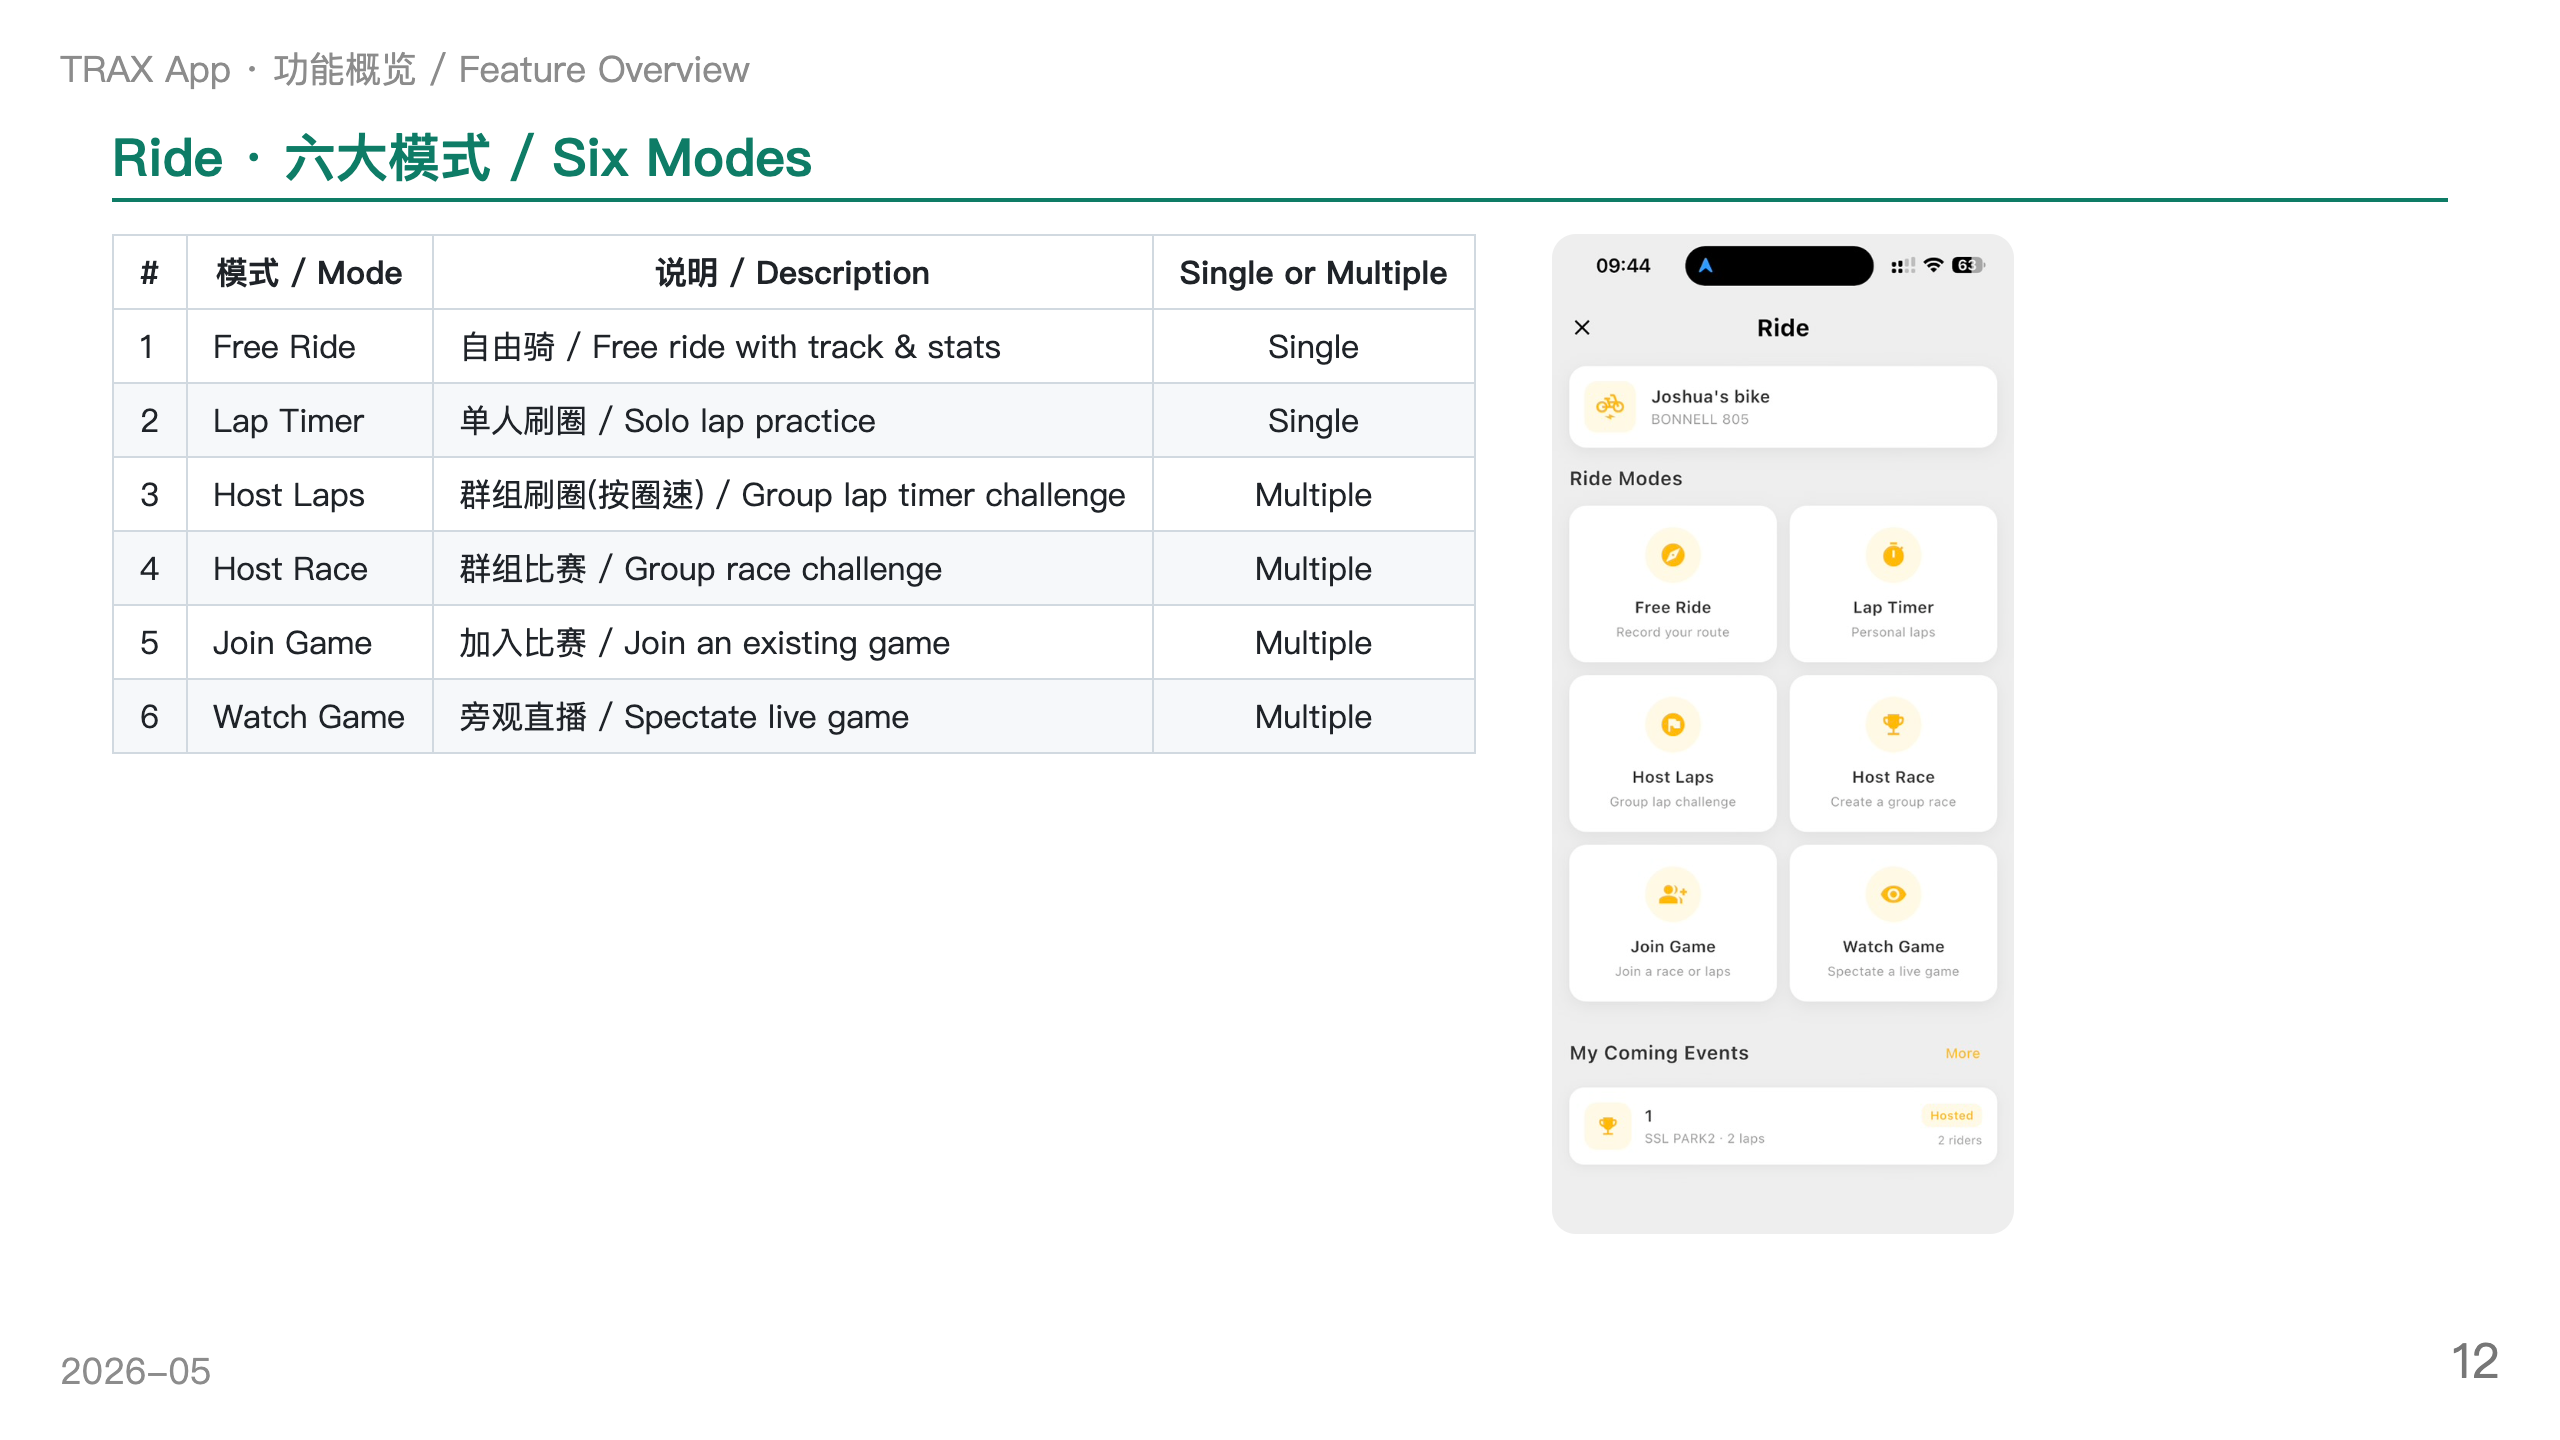 TRAX App · 功能概览 / Feature Overview
Ride · 六大模式 / Six Modes
# 模式 / Mode 说明 / Description Single or Multiple
1 Free Ride 自由骑 / Free ride with track & stats Single
2 Lap Timer 单人刷圈 / Solo lap practice Single
3 Host Laps 群组刷圈(按圈速) / Group lap timer challenge Multiple
4 Host Race 群组比赛 / Group race challenge Multiple
5 Join Game 加入比赛 / Join an existing game Multiple
6 Watch Game 旁观直播 / Spectate live game Multiple
09:44 63
Ride
Joshua's bike
BONNELL 805
Ride Modes
Free Ride
Record your route
Lap Timer
Personal laps
Host Laps
Group lap challenge
Host Race
Create a group race
Join Game
Join a race or laps
Watch Game
Spectate a live game
My Coming Events More
1
SSL PARK2 · 2 laps
Hosted
2 riders
2026-05
12